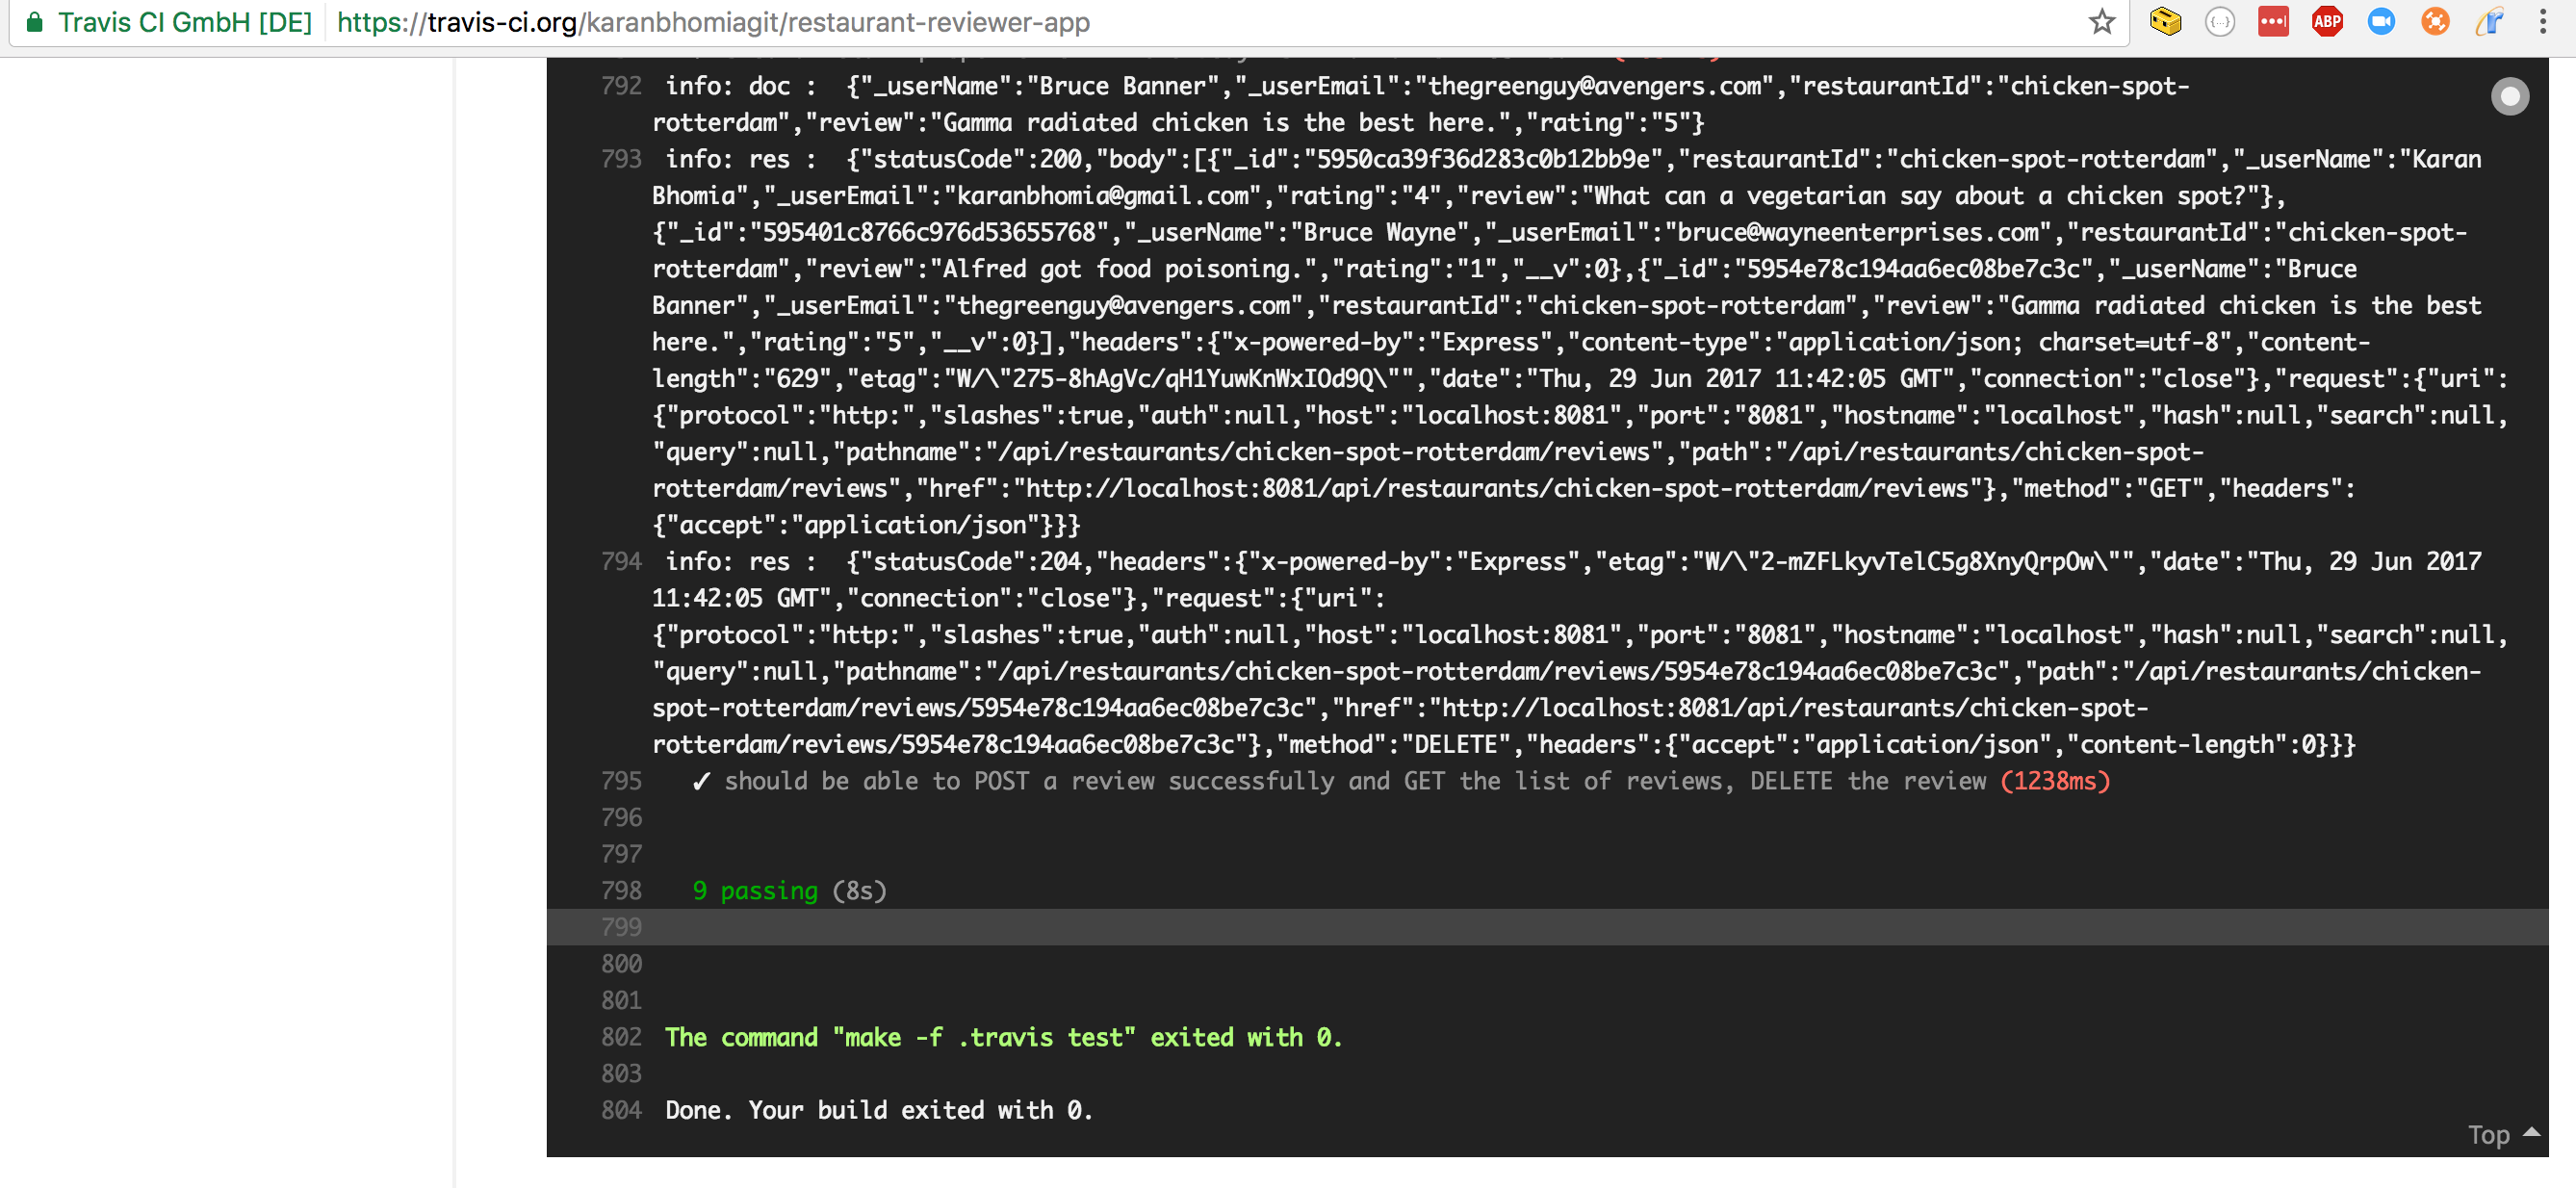 Travis CI GmbH [DE] https://travis-ci.org/karanbhomiagit/restaurant-reviewer-app
ABP
792 info: doc :  {"_userName":"Bruce Banner","_userEmail":"thegreenguy@avengers.com","restaurantId":"chicken-spot-
rotterdam","review":"Gamma radiated chicken is the best here.","rating":"5"}
793 info: res :  {"statusCode":200,"body":[{"_id":"5950ca39f36d283c0b12bb9e","restaurantId":"chicken-spot-rotterdam","_userName":"Karan
Bhomia","_userEmail":"karanbhomia@gmail.com","rating":"4","review":"What can a vegetarian say about a chicken spot?"},
{"_id":"595401c8766c976d53655768","_userName":"Bruce Wayne","_userEmail":"bruce@wayneenterprises.com","restaurantId":"chicken-spot-
rotterdam","review":"Alfred got food poisoning.","rating":"1","__v":0},{"_id":"5954e78c194aa6ec08be7c3c","_userName":"Bruce
Banner","_userEmail":"thegreenguy@avengers.com","restaurantId":"chicken-spot-rotterdam","review":"Gamma radiated chicken is the best
here.","rating":"5","__v":0}],"headers":{"x-powered-by":"Express","content-type":"application/json; charset=utf-8","content-
length":"629","etag":"W/\"275-8hAgVc/qH1YuwKnWxIOd9Q\"","date":"Thu, 29 Jun 2017 11:42:05 GMT","connection":"close"},"request":{"uri":
{"protocol":"http:","slashes":true,"auth":null,"host":"localhost:8081","port":"8081","hostname":"localhost","hash":null,"search":null,
"query":null,"pathname":"/api/restaurants/chicken-spot-rotterdam/reviews","path":"/api/restaurants/chicken-spot-
rotterdam/reviews","href":"http://localhost:8081/api/restaurants/chicken-spot-rotterdam/reviews"},"method":"GET","headers":
{"accept":"application/json"}}}
794 info: res :  {"statusCode":204,"headers":{"x-powered-by":"Express","etag":"W/\"2-mZFLkyvTelC5g8XnyQrpOw\"","date":"Thu, 29 Jun 2017
11:42:05 GMT","connection":"close"},"request":{"uri":
{"protocol":"http:","slashes":true,"auth":null,"host":"localhost:8081","port":"8081","hostname":"localhost","hash":null,"search":null,
"query":null,"pathname":"/api/restaurants/chicken-spot-rotterdam/reviews/5954e78c194aa6ec08be7c3c","path":"/api/restaurants/chicken-
spot-rotterdam/reviews/5954e78c194aa6ec08be7c3c","href":"http://localhost:8081/api/restaurants/chicken-spot-
rotterdam/reviews/5954e78c194aa6ec08be7c3c"},"method":"DELETE","headers":{"accept":"application/json","content-length":0}}}
795 ✓ should be able to POST a review successfully and GET the list of reviews, DELETE the review (1238ms)
796
797
798 9 passing (8s)
799
800
801
802 The command "make -f .travis test" exited with 0.
803
804 Done. Your build exited with 0.
Top